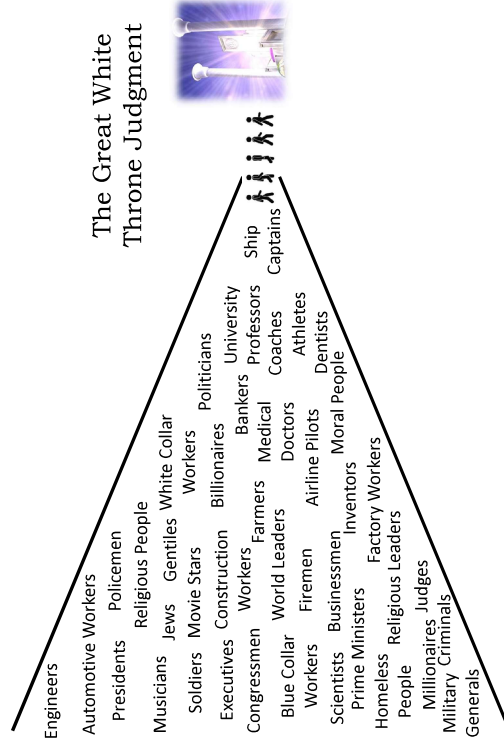 The Great White
Throne Judgment
Engineers
Automotive Workers
Presidents
Policemen
Religious People
Musicians
Jews
Gentiles
White Collar
Workers
Soldiers
Movie Stars
Politicians
Billionaires
Executives
Construction
Workers
University
Professors
Bankers
Congressmen
Farmers
Ship
Captains
Medical
Doctors
World Leaders
Coaches
Blue Collar
Workers
Firemen
Athletes
Airline Pilots
Dentists
Scientists
Businessmen
Moral People
Inventors
Prime Ministers
Factory Workers
Homeless
People
Religious Leaders
Millionaires
Judges
Military
Generals
Criminals